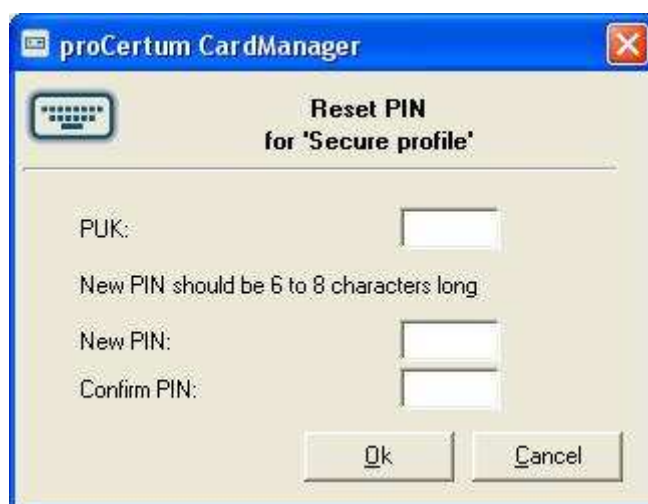 proCertum CardManager
Reset PIN
for 'Secure profile'
PUK:
New PIN should be 6 to 8 characters long
New PIN:
Confirm PIN:
Ok Cancel